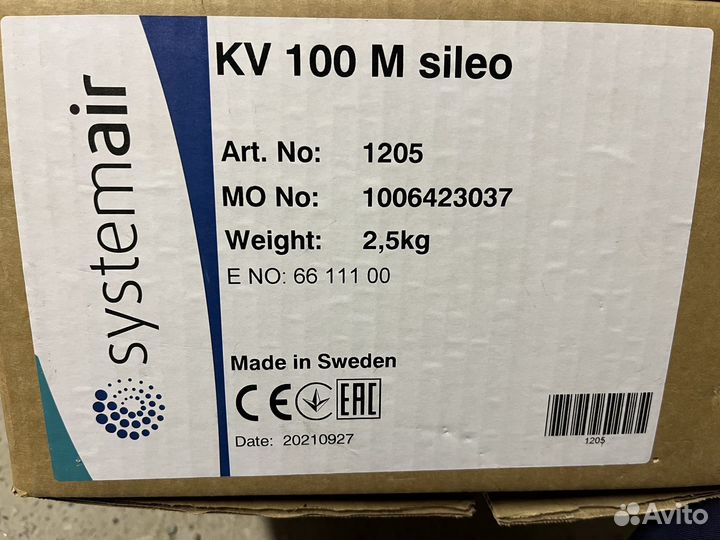 systemair
KV 100 M sileo
Art. No: 1205
MO No: 1006423037
Weight: 2,5kg
E NO: 66 111 00
Made in Sweden
CE EAC
Date: 20210927
1205
Avito